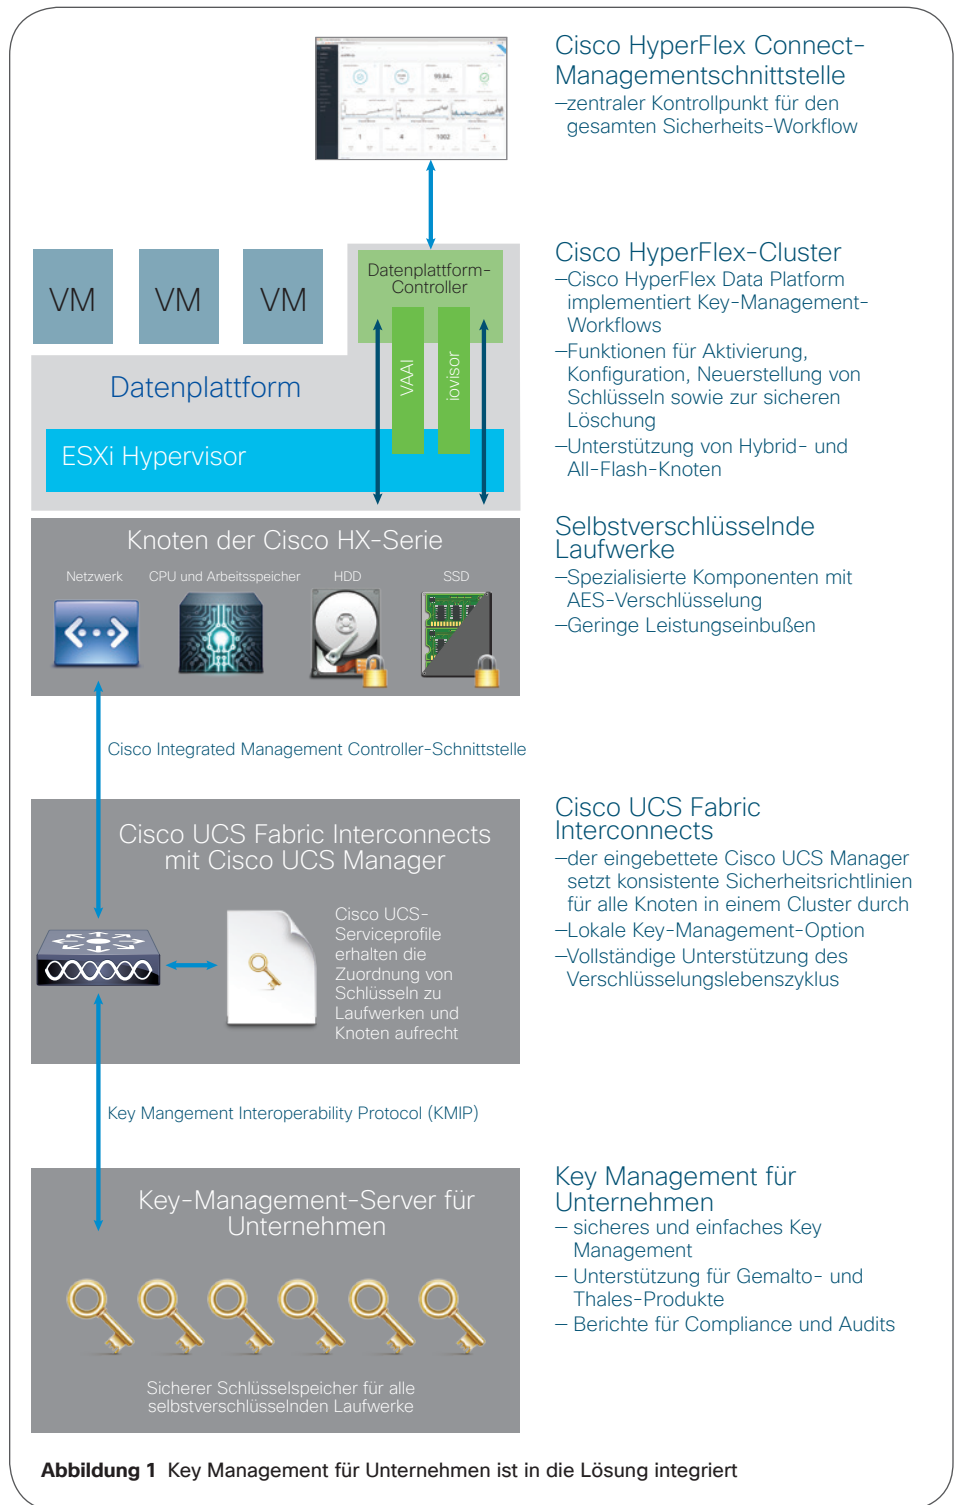 Cisco HyperFlex Connect-
Managementschnittstelle
–zentraler Kontrollpunkt für den
gesamten Sicherheits-Workflow
99.84
1
4
1002
1
VM
VM
VM
Datenplattform-
Controller
VAAI
iovisor
Datenplattform
ESXi Hypervisor
Cisco HyperFlex-Cluster
–Cisco HyperFlex Data Platform
implementiert Key-Management-
Workflows
–Funktionen für Aktivierung,
Konfiguration, Neuerstellung von
Schlüsseln sowie zur sicheren
Löschung
–Unterstützung von Hybrid- und
All-Flash-Knoten
Knoten der Cisco HX-Serie
Netzwerk
CPU und Arbeitsspeicher
HDD
SSD
Selbstverschlüsselnde
Laufwerke
–Spezialisierte Komponenten mit
AES-Verschlüsselung
–Geringe Leistungseinbußen
Cisco Integrated Management Controller-Schnittstelle
Cisco UCS Fabric Interconnects
mit Cisco UCS Manager
Cisco UCS-
Serviceprofile
erhalten die
Zuordnung von
Schlüsseln zu
Laufwerken und
Knoten aufrecht
Cisco UCS Fabric
Interconnects
–der eingebettete Cisco UCS Manager
setzt konsistente Sicherheitsrichtlinien
für alle Knoten in einem Cluster durch
–Lokale Key-Management-Option
–Vollständige Unterstützung des
Verschlüsselungslebenszyklus
Key Mangement Interoperability Protocol (KMIP)
Key-Management-Server für
Unternehmen
Sicherer Schlüsselspeicher für alle
selbstverschlüsselnden Laufwerke
Key Management für
Unternehmen
– sicheres und einfaches Key
Management
– Unterstützung für Gemalto- und
Thales-Produkte
– Berichte für Compliance und Audits
Abbildung 1 Key Management für Unternehmen ist in die Lösung integriert